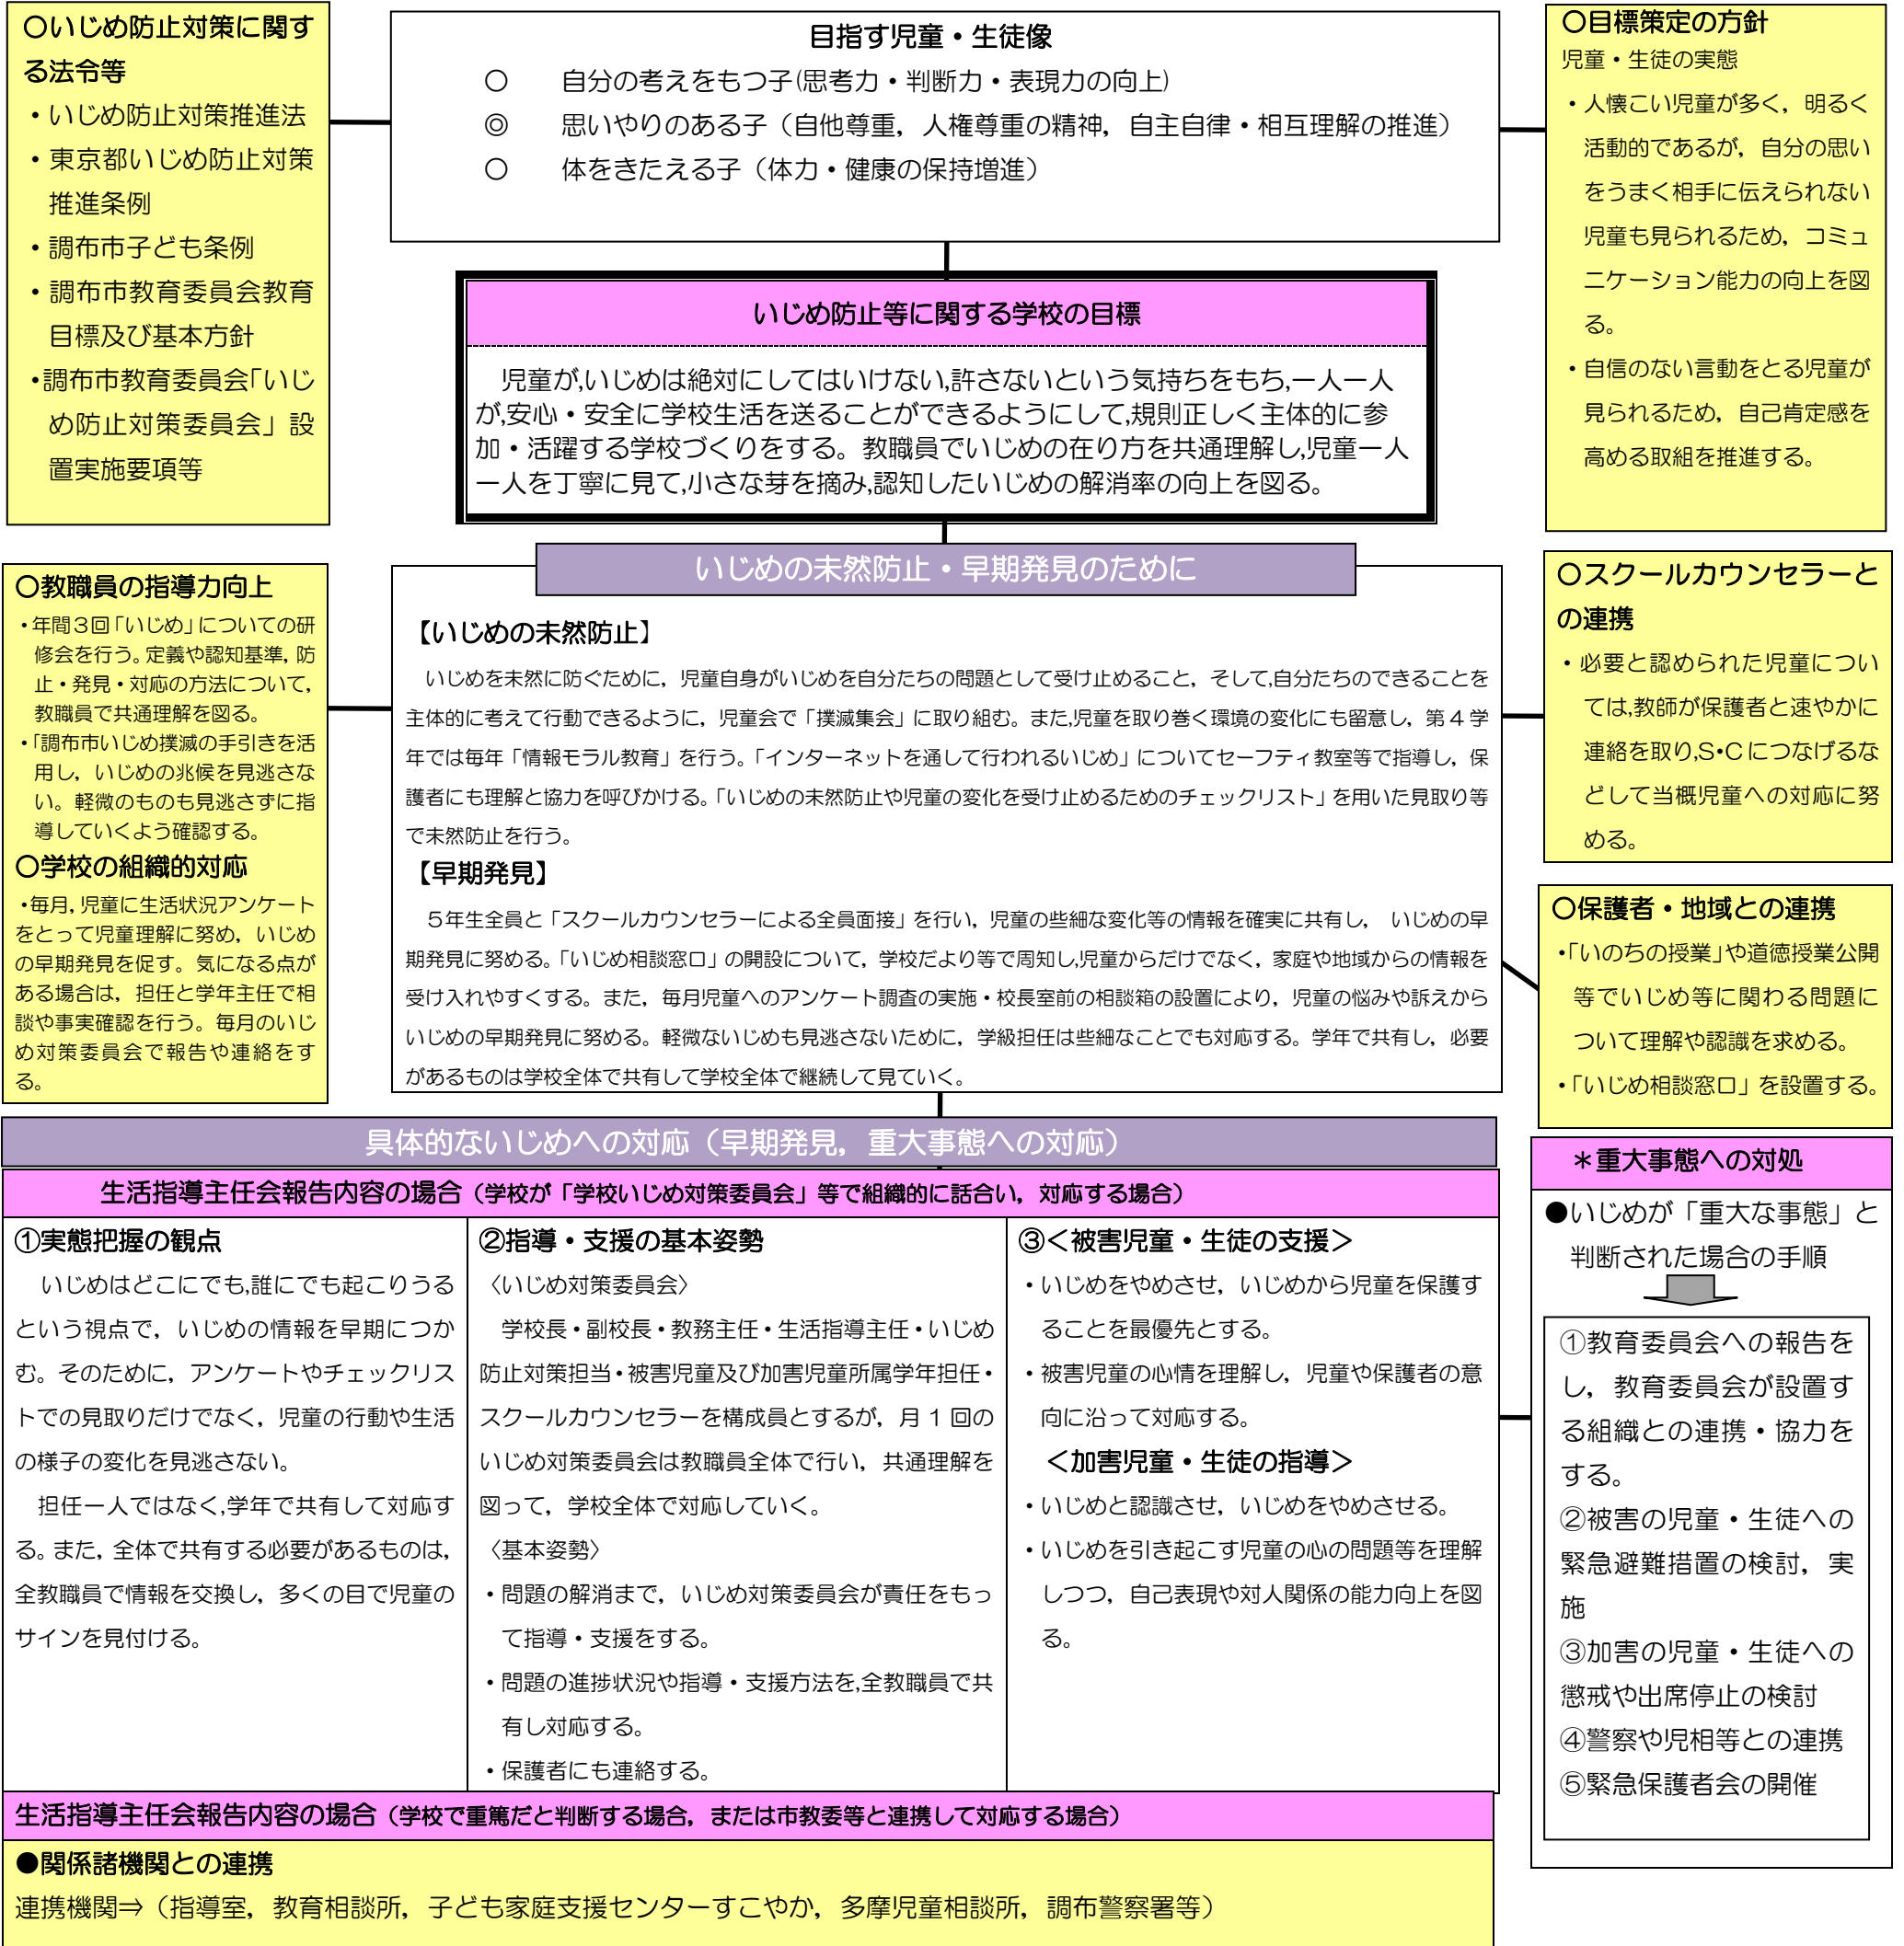 〇いじめ防止対策に関す
る法令等
・いじめ防止対策推進法
・東京都いじめ防止対策
推進条例
・調布市子ども条例
・調布市教育委員会教育
目標及び基本方針
・調布市教育委員会「いじ
め防止対策委員会」設
置実施要項等
目指す児童・生徒像
○　自分の考えをもつ子(思考力・判断力・表現力の向上)
◎　思いやりのある子（自他尊重，人権尊重の精神，自主自律・相互理解の推進）
○　体をきたえる子（体力・健康の保持増進）
〇目標策定の方針
児童・生徒の実態
・人懐こい児童が多く，明るく
活動的であるが，自分の思い
をうまく相手に伝えられない
児童も見られるため，コミュ
ニケーション能力の向上を図
る。
・自信のない言動をとる児童が
見られるため，自己肯定感を
高める取組を推進する。
いじめ防止等に関する学校の目標
児童が,いじめは絶対にしてはいけない,許さないという気持ちをもち,一人一人
が,安心・安全に学校生活を送ることができるようにして,規則正しく主体的に参
加・活躍する学校づくりをする。教職員でいじめの在り方を共通理解し,児童一人
一人を丁寧に見て,小さな芽を摘み,認知したいじめの解消率の向上を図る。
〇教職員の指導力向上
・年間３回「いじめ」についての研
修会を行う。定義や認知基準，防
止・発見・対応の方法について，
教職員で共通理解を図る。
・「調布市いじめ撲滅の手引きを活
用し，いじめの兆候を見逃さな
い。軽微のものも見逃さずに指
導していくよう確認する。
〇学校の組織的対応
・毎月，児童に生活状況アンケート
をとって児童理解に努め，いじめ
の早期発見を促す。気になる点が
ある場合は，担任と学年主任で相
談や事実確認を行う。毎月のいじ
め対策委員会で報告や連絡をす
る。
いじめの未然防止・早期発見のために
【いじめの未然防止】
いじめを未然に防ぐために，児童自身がいじめを自分たちの問題として受け止めること，そして,自分たちのできることを
主体的に考えて行動できるように，児童会で「撲滅集会」に取り組む。また,児童を取り巻く環境の変化にも留意し，第４学
年では毎年「情報モラル教育」を行う。「インターネットを通して行われるいじめ」についてセーフティ教室等で指導し，保
護者にも理解と協力を呼びかける。「いじめの未然防止や児童の変化を受け止めるためのチェックリスト」を用いた見取り等
で未然防止を行う。
【早期発見】
５年生全員と「スクールカウンセラーによる全員面接」を行い，児童の些細な変化等の情報を確実に共有し，　いじめの早
期発見に努める。「いじめ相談窓口」の開設について，学校だより等で周知し,児童からだけでなく，家庭や地域からの情報を
受け入れやすくする。また，毎月児童へのアンケート調査の実施・校長室前の相談箱の設置により，児童の悩みや訴えから
いじめの早期発見に努める。軽微ないじめも見逃さないために，学級担任は些細なことでも対応する。学年で共有し，必要
があるものは学校全体で共有して学校全体で継続して見ていく。
〇スクールカウンセラーと
の連携
・必要と認められた児童につい
ては,教師が保護者と速やかに
連絡を取り,S・Cにつなげるな
どして当概児童への対応に努
める。
〇保護者・地域との連携
・「いのちの授業」や道徳授業公開
等でいじめ等に関わる問題に
ついて理解や認識を求める。
・「いじめ相談窓口」を設置する。
具体的ないじめへの対応（早期発見，重大事態への対応）
生活指導主任会報告内容の場合（学校が「学校いじめ対策委員会」等で組織的に話合い，対応する場合）
①実態把握の観点
いじめはどこにでも,誰にでも起こりうる
という視点で，いじめの情報を早期につか
む。そのために，アンケートやチェックリス
トでの見取りだけでなく，児童の行動や生活
の様子の変化を見逃さない。
担任一人ではなく,学年で共有して対応す
る。また，全体で共有する必要があるものは，
全教職員で情報を交換し，多くの目で児童の
サインを見付ける。
②指導・支援の基本姿勢
〈いじめ対策委員会〉
学校長・副校長・教務主任・生活指導主任・いじめ
防止対策担当・被害児童及び加害児童所属学年担任・
スクールカウンセラーを構成員とするが，月１回の
いじめ対策委員会は教職員全体で行い，共通理解を
図って，学校全体で対応していく。
〈基本姿勢〉
・問題の解消まで，いじめ対策委員会が責任をもっ
て指導・支援をする。
・問題の進捗状況や指導・支援方法を,全教職員で共
有し対応する。
・保護者にも連絡する。
③＜被害児童・生徒の支援＞
・いじめをやめさせ，いじめから児童を保護す
ることを最優先とする。
・被害児童の心情を理解し，児童や保護者の意
向に沿って対応する。
＜加害児童・生徒の指導＞
・いじめと認識させ，いじめをやめさせる。
・いじめを引き起こす児童の心の問題等を理解
しつつ，自己表現や対人関係の能力向上を図
る。
＊重大事態への対処
●いじめが「重大な事態」と
判断された場合の手順
①教育委員会への報告を
し，教育委員会が設置す
る組織との連携・協力を
する。
②被害の児童・生徒への
緊急避難措置の検討，実
施
③加害の児童・生徒への
懲戒や出席停止の検討
④警察や児相等との連携
⑤緊急保護者会の開催
生活指導主任会報告内容の場合（学校で重篤だと判断する場合，または市教委等と連携して対応する場合）
●関係諸機関との連携
連携機関⇒（指導室，教育相談所，子ども家庭支援センターすこやか，多摩児童相談所，調布警察署等）